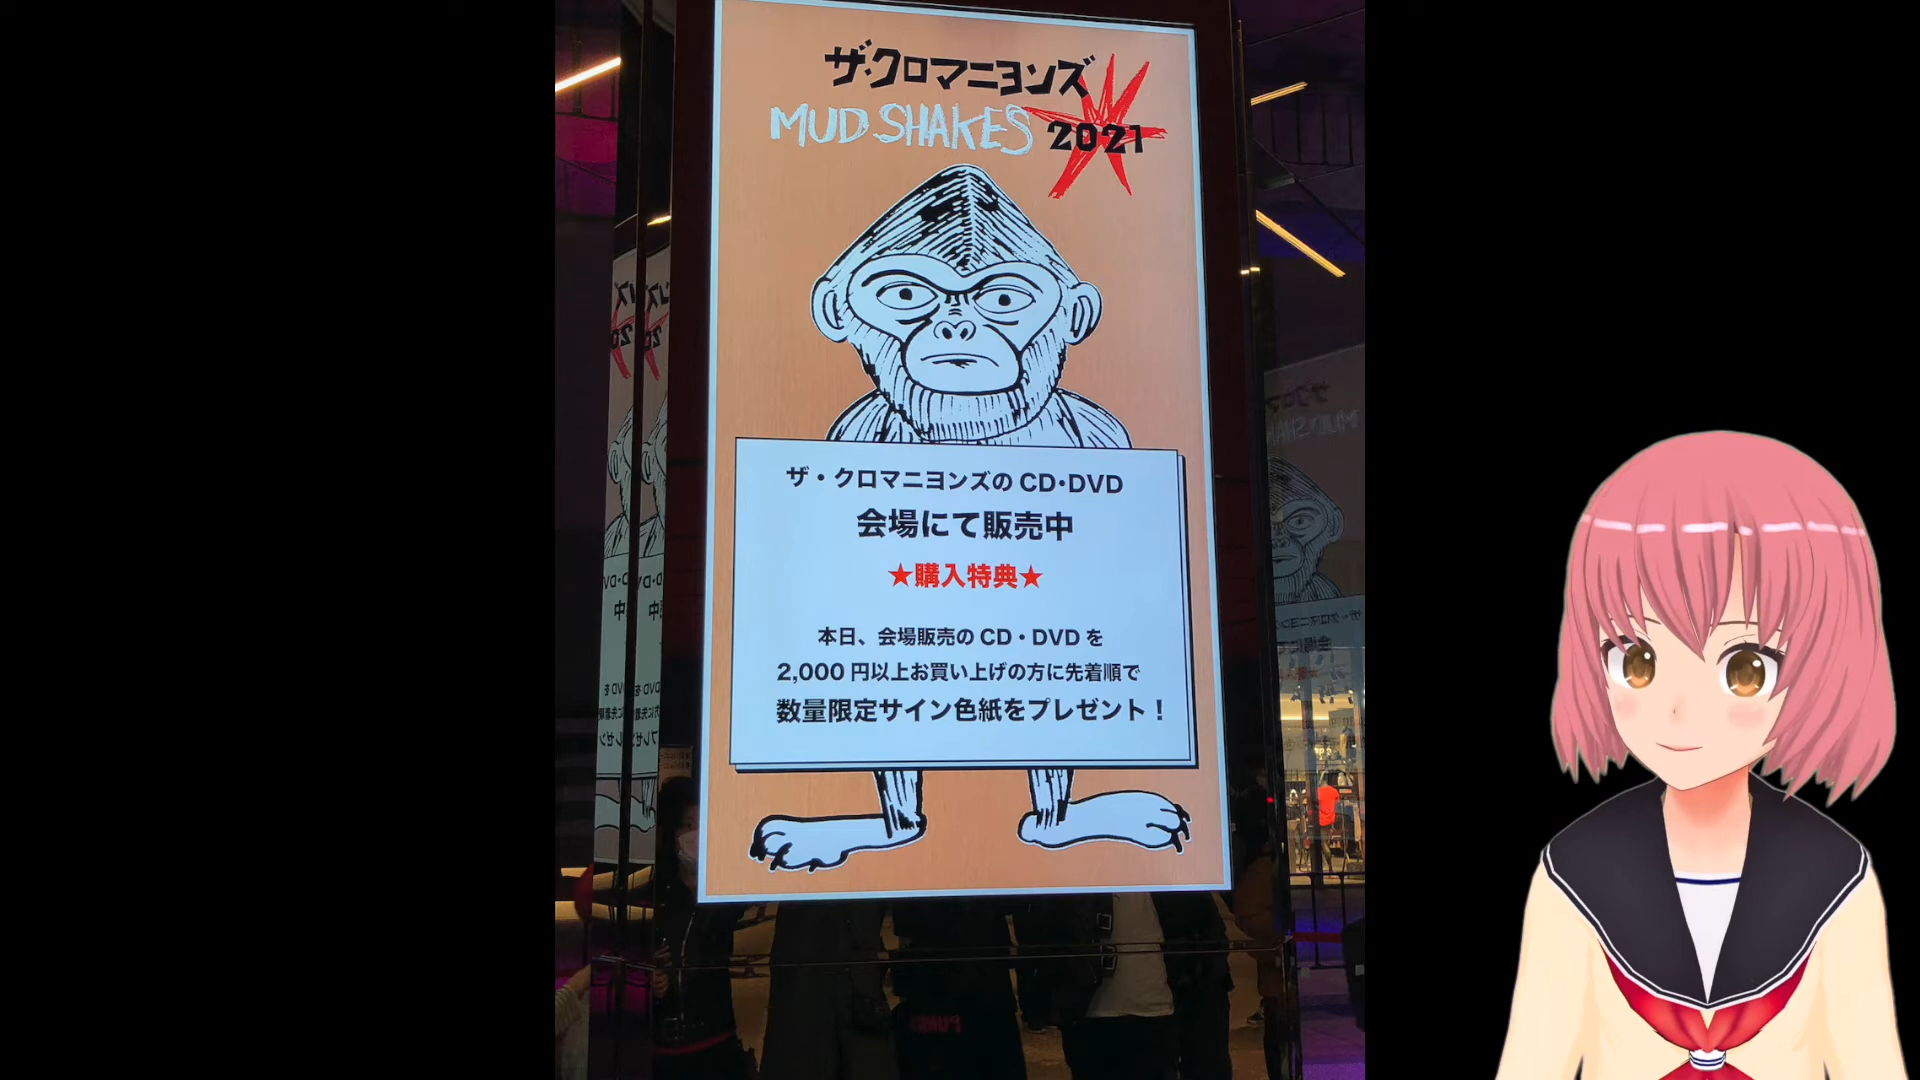 ザ・クロマニヨンズ
MUD SHAKES 2021
ザ・クロマニヨンズの CD・DVD
会場にて販売中
★購入特典★
本日、会場販売の CD・DVD を
2,000 円以上お買い上げの方に先着順で
数量限定サイン色紙をプレゼント！